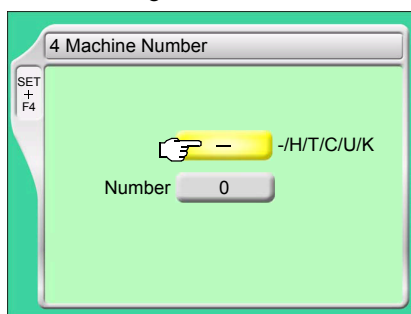 4 Machine Number
SET
+
F4
– -/H/T/C/U/K
Number 0